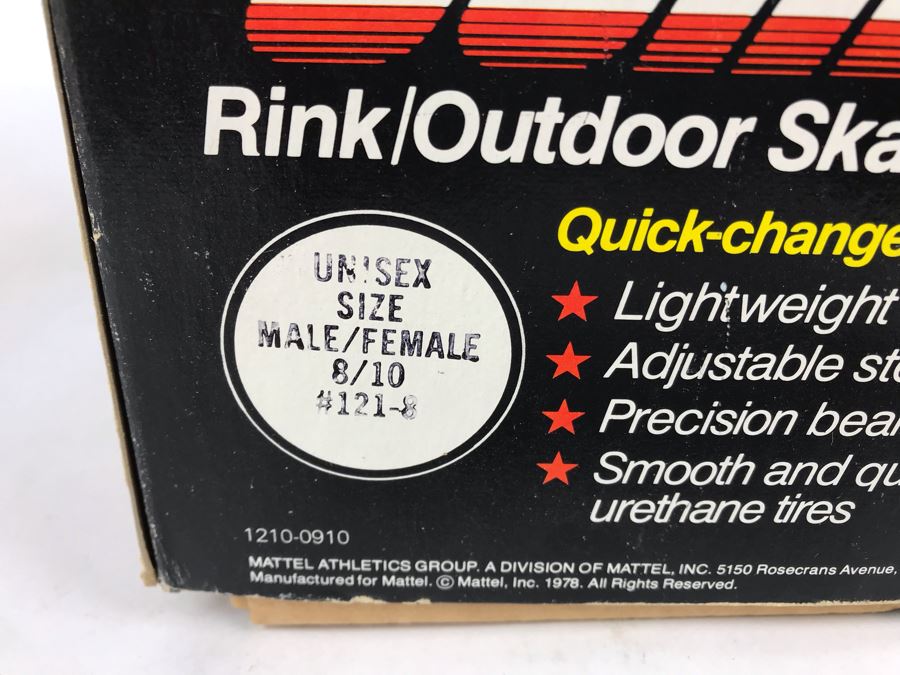 Rink/Outdoor Ska
Quick-change
UNISEX
SIZE
MALE/FEMALE
8/10
#121-8
Lightweight
Adjustable ste
Precision bear
Smooth and qu
urethane tires
1210-0910
MATTEL ATHLETICS GROUP. A DIVISION OF MATTEL, INC. 5150 Rosecrans Avenue,
Manufactured for Mattel. © Mattel, Inc. 1978. All Rights Reserved.